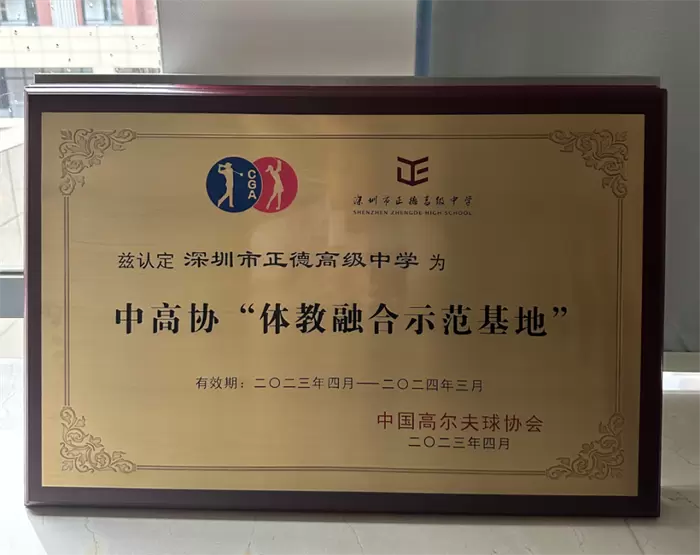 CGA
深圳市正德高级中学
SHENZHEN ZHENGDE HIGH SCHOOL
兹认定 深圳市正德高级中学 为
中高协“体教融合示范基地”
有效期：二〇二三年四月——二〇二四年三月
中国高尔夫球协会
二〇二三年四月